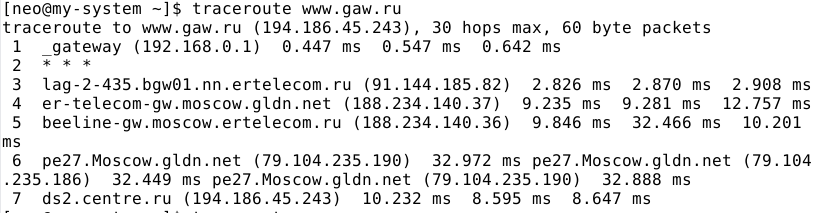 [neo@my-system ~]$ traceroute www.gaw.ru
traceroute to www.gaw.ru (194.186.45.243), 30 hops max, 60 byte packets
 1  _gateway (192.168.0.1)  0.447 ms  0.547 ms  0.642 ms
 2  * * *
 3  lag-2-435.bgw01.nn.ertelecom.ru (91.144.185.82)  2.826 ms  2.870 ms  2.908 ms
 4  er-telecom-gw.moscow.gldn.net (188.234.140.37)  9.235 ms  9.281 ms  12.757 ms
 5  beeline-gw.moscow.ertelecom.ru (188.234.140.36)  9.846 ms  32.466 ms  10.201
ms
 6  pe27.Moscow.gldn.net (79.104.235.190)  32.972 ms pe27.Moscow.gldn.net (79.104
.235.186)  32.449 ms pe27.Moscow.gldn.net (79.104.235.190)  32.888 ms
 7  ds2.centre.ru (194.186.45.243)  10.232 ms  8.595 ms  8.647 ms